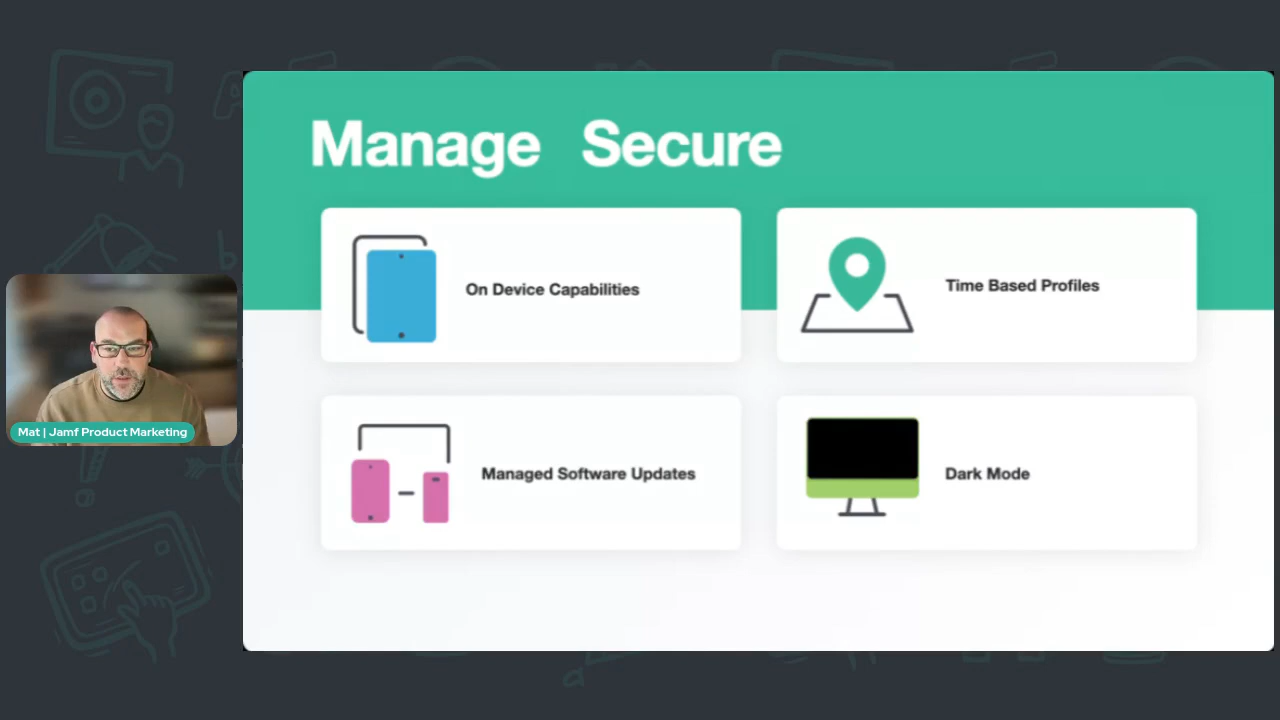 Manage Secure
On Device Capabilities
Time Based Profiles
Managed Software Updates
Dark Mode
Mat | Jamf Product Marketing